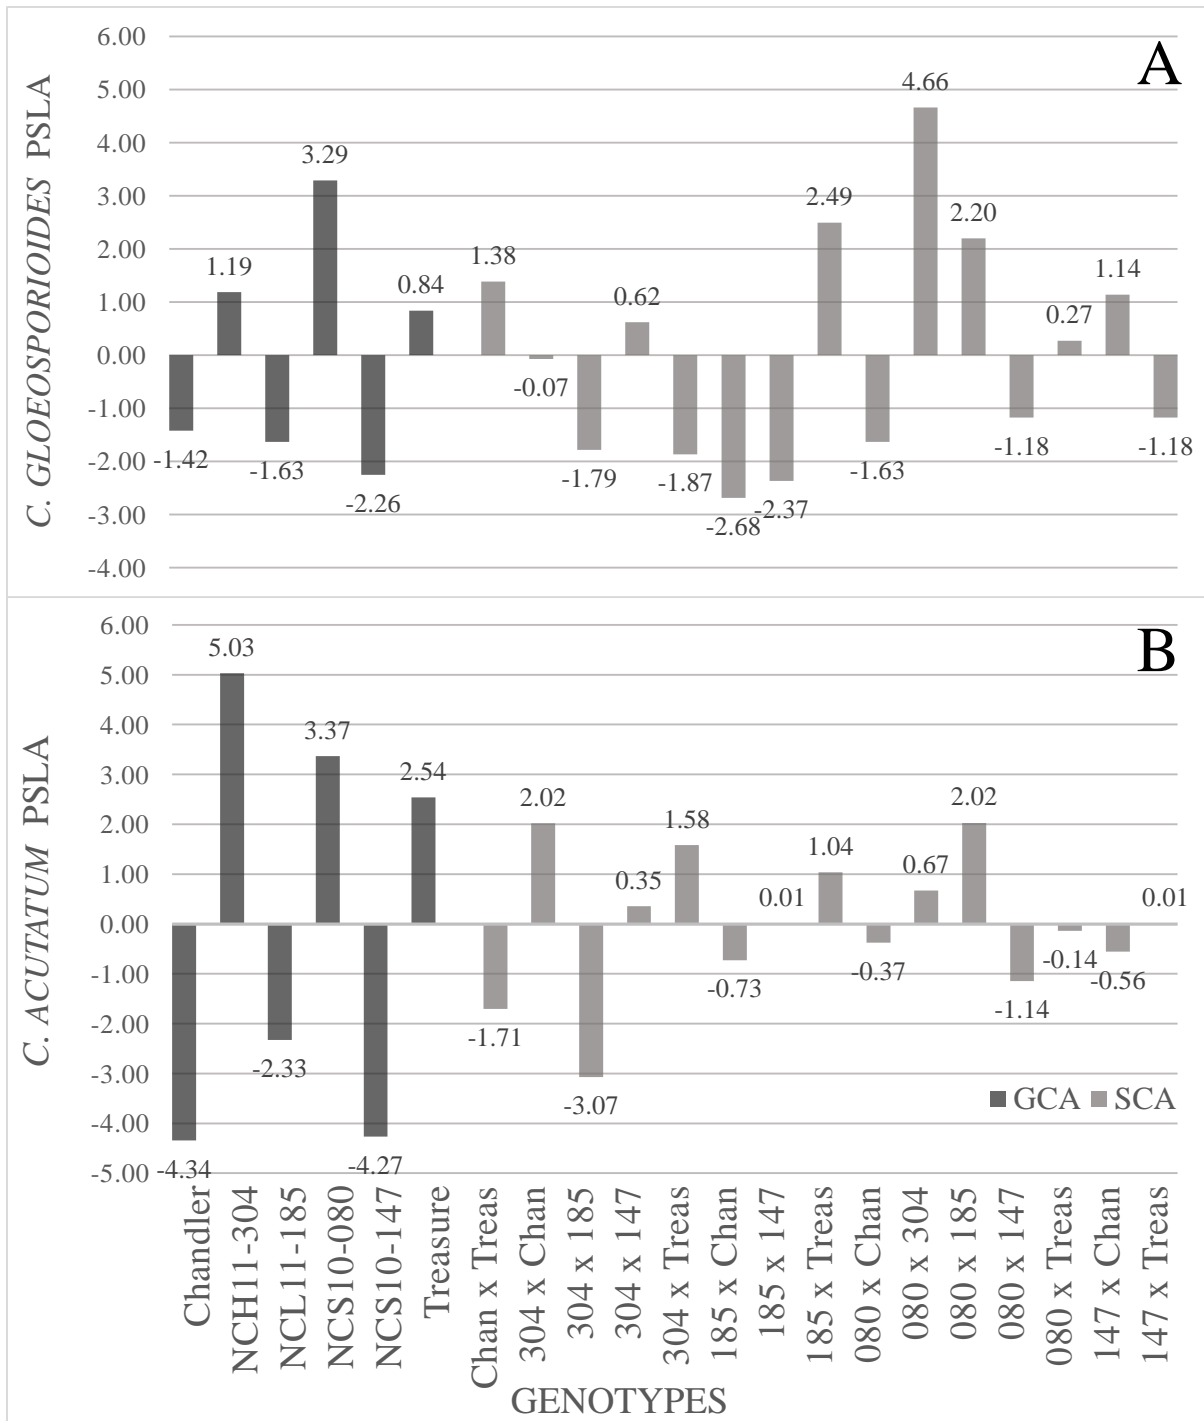 A
C. GLOEOSPORIOIDES PSLA
6.00
5.00
4.00
3.00
2.00
1.00
0.00
-1.00
-2.00
-3.00
-4.00
-1.42
1.19
-1.63
3.29
-2.26
0.84
1.38
-0.07
-1.79
0.62
-1.87
-2.68
-2.37
2.49
-1.63
4.66
2.20
-1.18
0.27
1.14
-1.18
B
C. ACUTATUM PSLA
6.00
5.00
4.00
3.00
2.00
1.00
0.00
-1.00
-2.00
-3.00
-4.00
-5.00
-4.34
5.03
-2.33
3.37
-4.27
2.54
-1.71
2.02
-3.07
0.35
1.58
-0.73
0.01
1.04
-0.37
0.67
2.02
-1.14
-0.14
-0.56
0.01
GCA
SCA
Chandler
NCH11-304
NCL11-185
NCS10-080
NCS10-147
Treasure
Chan x Treas
304 x Chan
304 x 185
304 x 147
304 x Treas
185 x Chan
185 x 147
185 x Treas
080 x Chan
080 x 304
080 x 185
080 x 147
080 x Treas
147 x Chan
147 x Treas
GENOTYPES